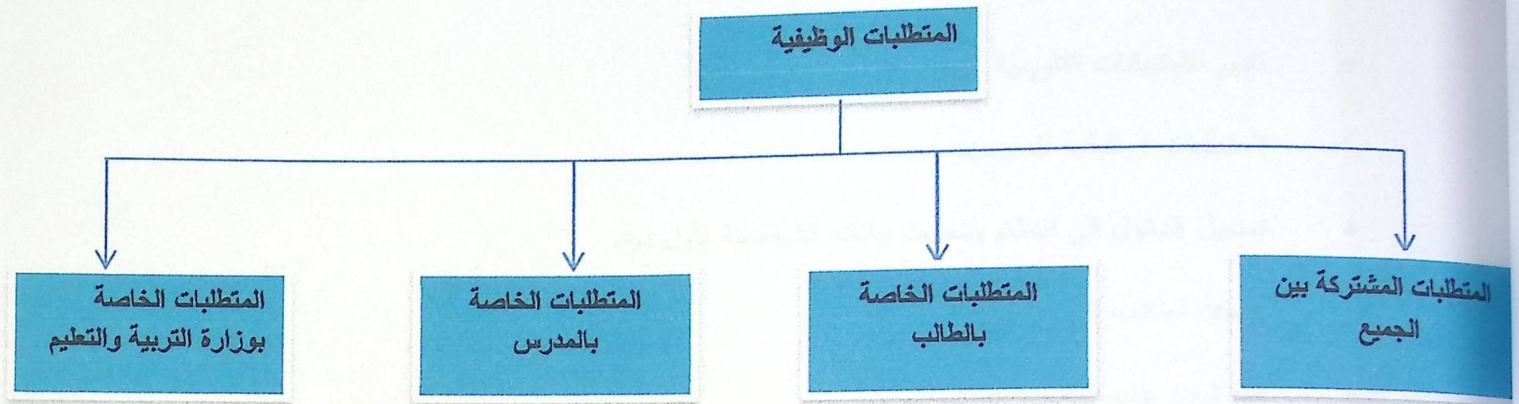 المتطلبات الوظيفية
المتطلبات المشتركة بين
الجميع
المتطلبات الخاصة
بالطالب
المتطلبات الخاصة
بالمدرس
المتطلبات الخاصة
بوزارة التربية والتعليم